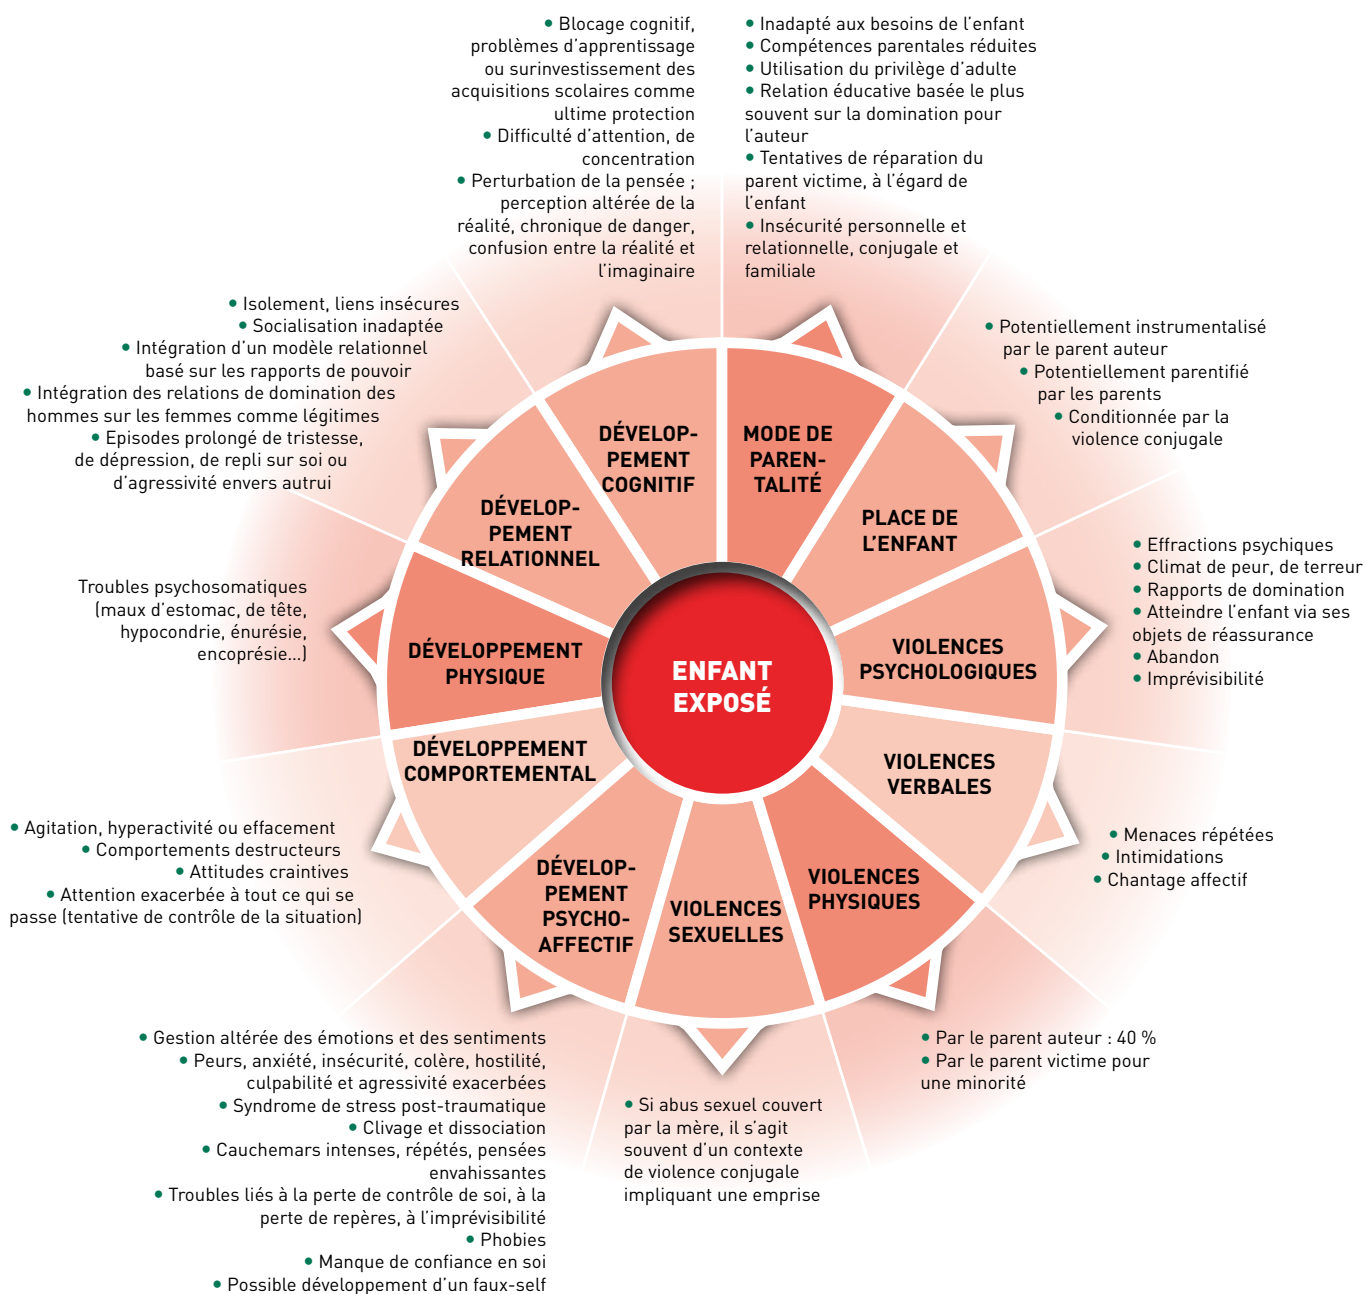 • Blocage cognitif,
problèmes d'apprentissage
ou surinvestissement des
acquisitions scolaires comme
ultime protection
• Difficulté d'attention, de
concentration
• Perturbation de la pensée ;
perception altérée de la
réalité, chronique de danger,
confusion entre la réalité et
l'imaginaire
• Inadapté aux besoins de l'enfant
• Compétences parentales réduites
• Utilisation du privilège d'adulte
• Relation éducative basée le plus
souvent sur la domination pour
l'auteur
• Tentatives de réparation du
parent victime, à l'égard de
l'enfant
• Insécurité personnelle et
relationnelle, conjugale et
familiale
• Isolement, liens insécures
• Socialisation inadaptée
• Intégration d'un modèle relationnel
basé sur les rapports de pouvoir
• Intégration des relations de domination des
hommes sur les femmes comme légitimes
• Episodes prolongé de tristesse,
de dépression, de repli sur soi ou
d'agressivité envers autrui
• Potentiellement instrumentalisé
par le parent auteur
• Potentiellement parentifié
par les parents
• Conditionnée par la
violence conjugale
DÉVELOP-
PEMENT
COGNITIF
MODE DE
PAREN-
TALITÉ
DÉVELOP-
PEMENT
RELATIONNEL
PLACE DE
L'ENFANT
• Effractions psychiques
• Climat de peur, de terreur
• Rapports de domination
• Atteindre l'enfant via ses
objets de réassurance
• Abandon
• Imprévisibilité
Troubles psychosomatiques
(maux d'estomac, de tête,
hypocondrie, énurésie,
encoprésie...)
DÉVELOPPEMENT
PHYSIQUE
ENFANT
EXPOSÉ
VIOLENCES
PSYCHOLOGIQUES
DÉVELOPPEMENT
COMPORTEMENTAL
VIOLENCES
VERBALES
• Agitation, hyperactivité ou effacement
• Comportements destructeurs
• Attitudes craintives
• Attention exacerbée à tout ce qui se
passe (tentative de contrôle de la situation)
• Menaces répétées
• Intimidations
• Chantage affectif
DÉVELOP-
PEMENT
PSYCHO-
AFFECTIF
VIOLENCES
SEXUELLES
VIOLENCES
PHYSIQUES
• Gestion altérée des émotions et des sentiments
• Peurs, anxiété, insécurité, colère, hostilité,
culpabilité et agressivité exacerbées
• Syndrome de stress post-traumatique
• Clivage et dissociation
• Cauchemars intenses, répétés, pensées
envahissantes
• Troubles liés à la perte de contrôle de soi, à la
perte de repères, à l'imprévisibilité
• Phobies
• Manque de confiance en soi
• Possible développement d'un faux-self
• Si abus sexuel couvert
par la mère, il s'agit
souvent d'un contexte
de violence conjugale
impliquant une emprise
• Par le parent auteur : 40 %
• Par le parent victime pour
une minorité